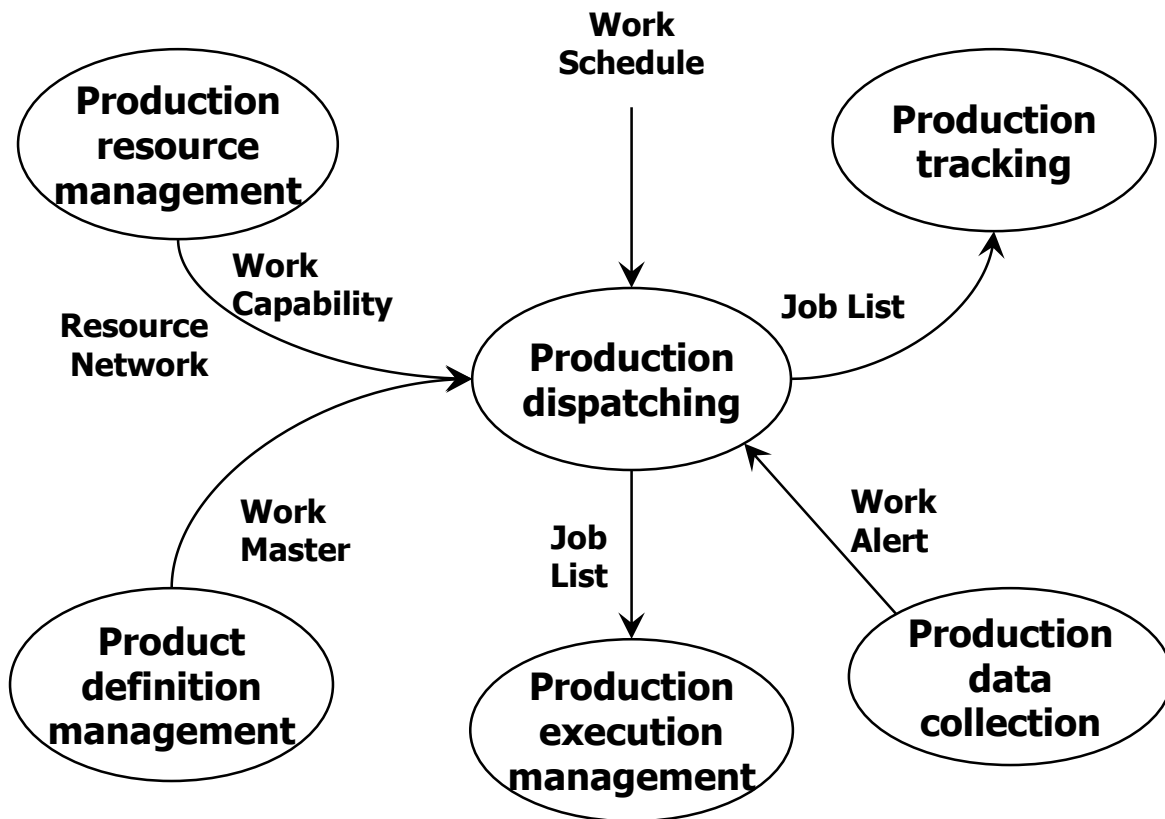 Work
Schedule
Production
resource
management
Production
tracking
Work
Capability
Resource
Network
Job List
Production
dispatching
Work
Master
Job
List
Work
Alert
Product
definition
management
Production
execution
management
Production
data
collection